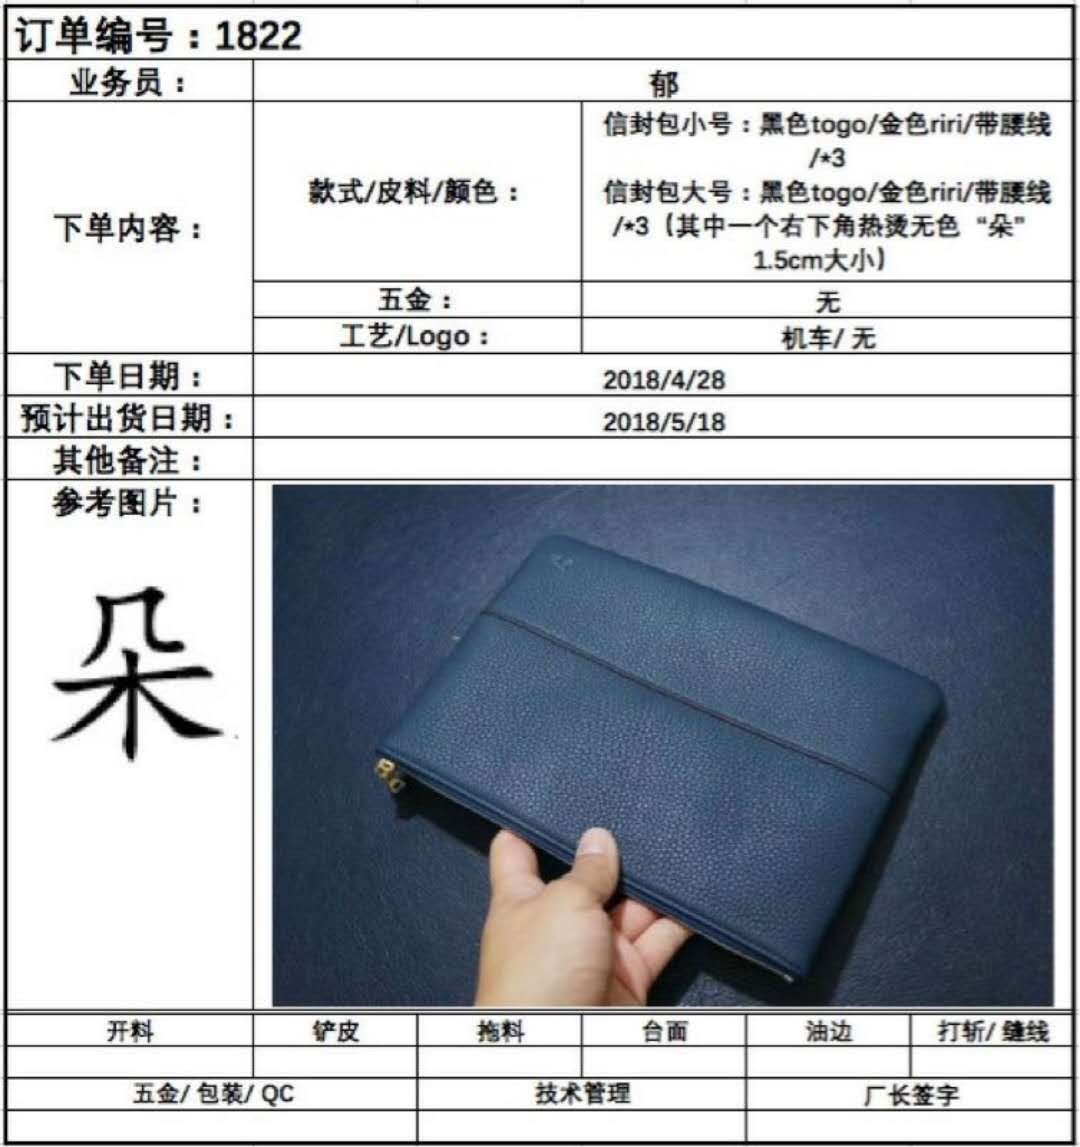 订单编号：1822
业务员：
郁
下单内容：
款式/皮料/颜色：
信封包小号：黑色togo/金色riri/带腰线
/*3
信封包大号：黑色togo/金色riri/带腰线
/*3（其中一个右下角热烫无色“朵”
1.5cm大小）
五金：
无
工艺/Logo：
机车/ 无
下单日期：
2018/4/28
预计出货日期：
2018/5/18
其他备注：
参考图片：
朵
开料
铲皮
拖料
台面
油边
打斩/ 缝线
五金/ 包装/ QC
技术管理
厂长签字